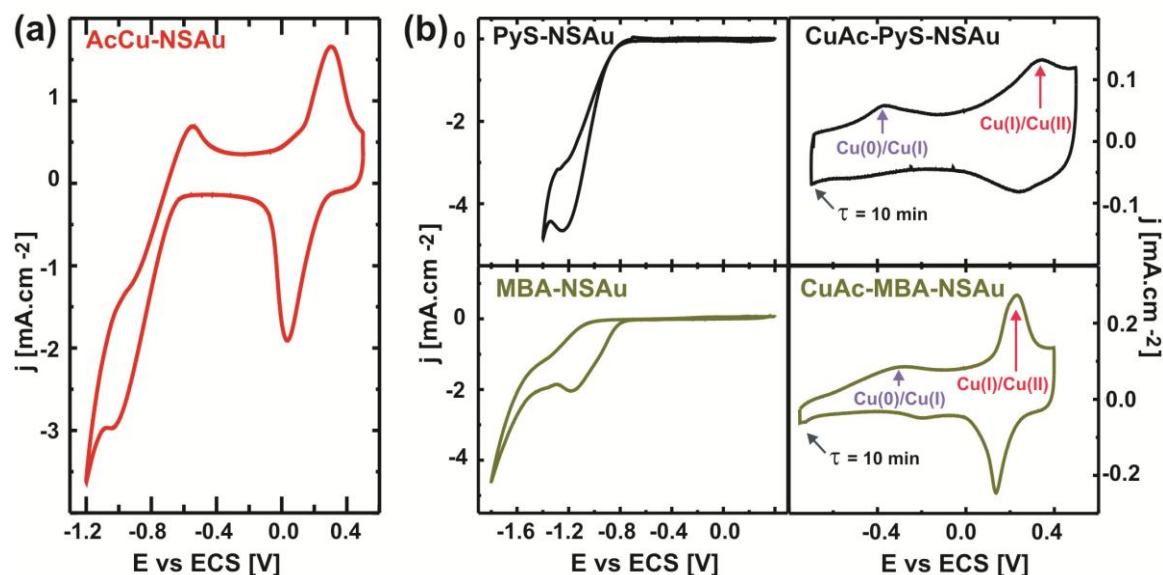 (a)
AcCu-NSAu
j [mA.cm -2]
1
0
-1
-2
-3
-1.2 -0.8 -0.4 0.0 0.4
E vs ECS [V]
(b)
PyS-NSAu
0
-2
-4
CuAc-PyS-NSAu
Cu(0)/Cu(I)
Cu(I)/Cu(II)
τ = 10 min
0.1
0.0
-0.1
j [mA.cm -2]
MBA-NSAu
j [mA.cm -2]
0
-2
-4
-1.6 -1.2 -0.8 -0.4 0.0
E vs ECS [V]
CuAc-MBA-NSAu
Cu(0)/Cu(I)
Cu(I)/Cu(II)
τ = 10 min
0.2
0.0
-0.2
-0.4 0.0 0.4
E vs ECS [V]